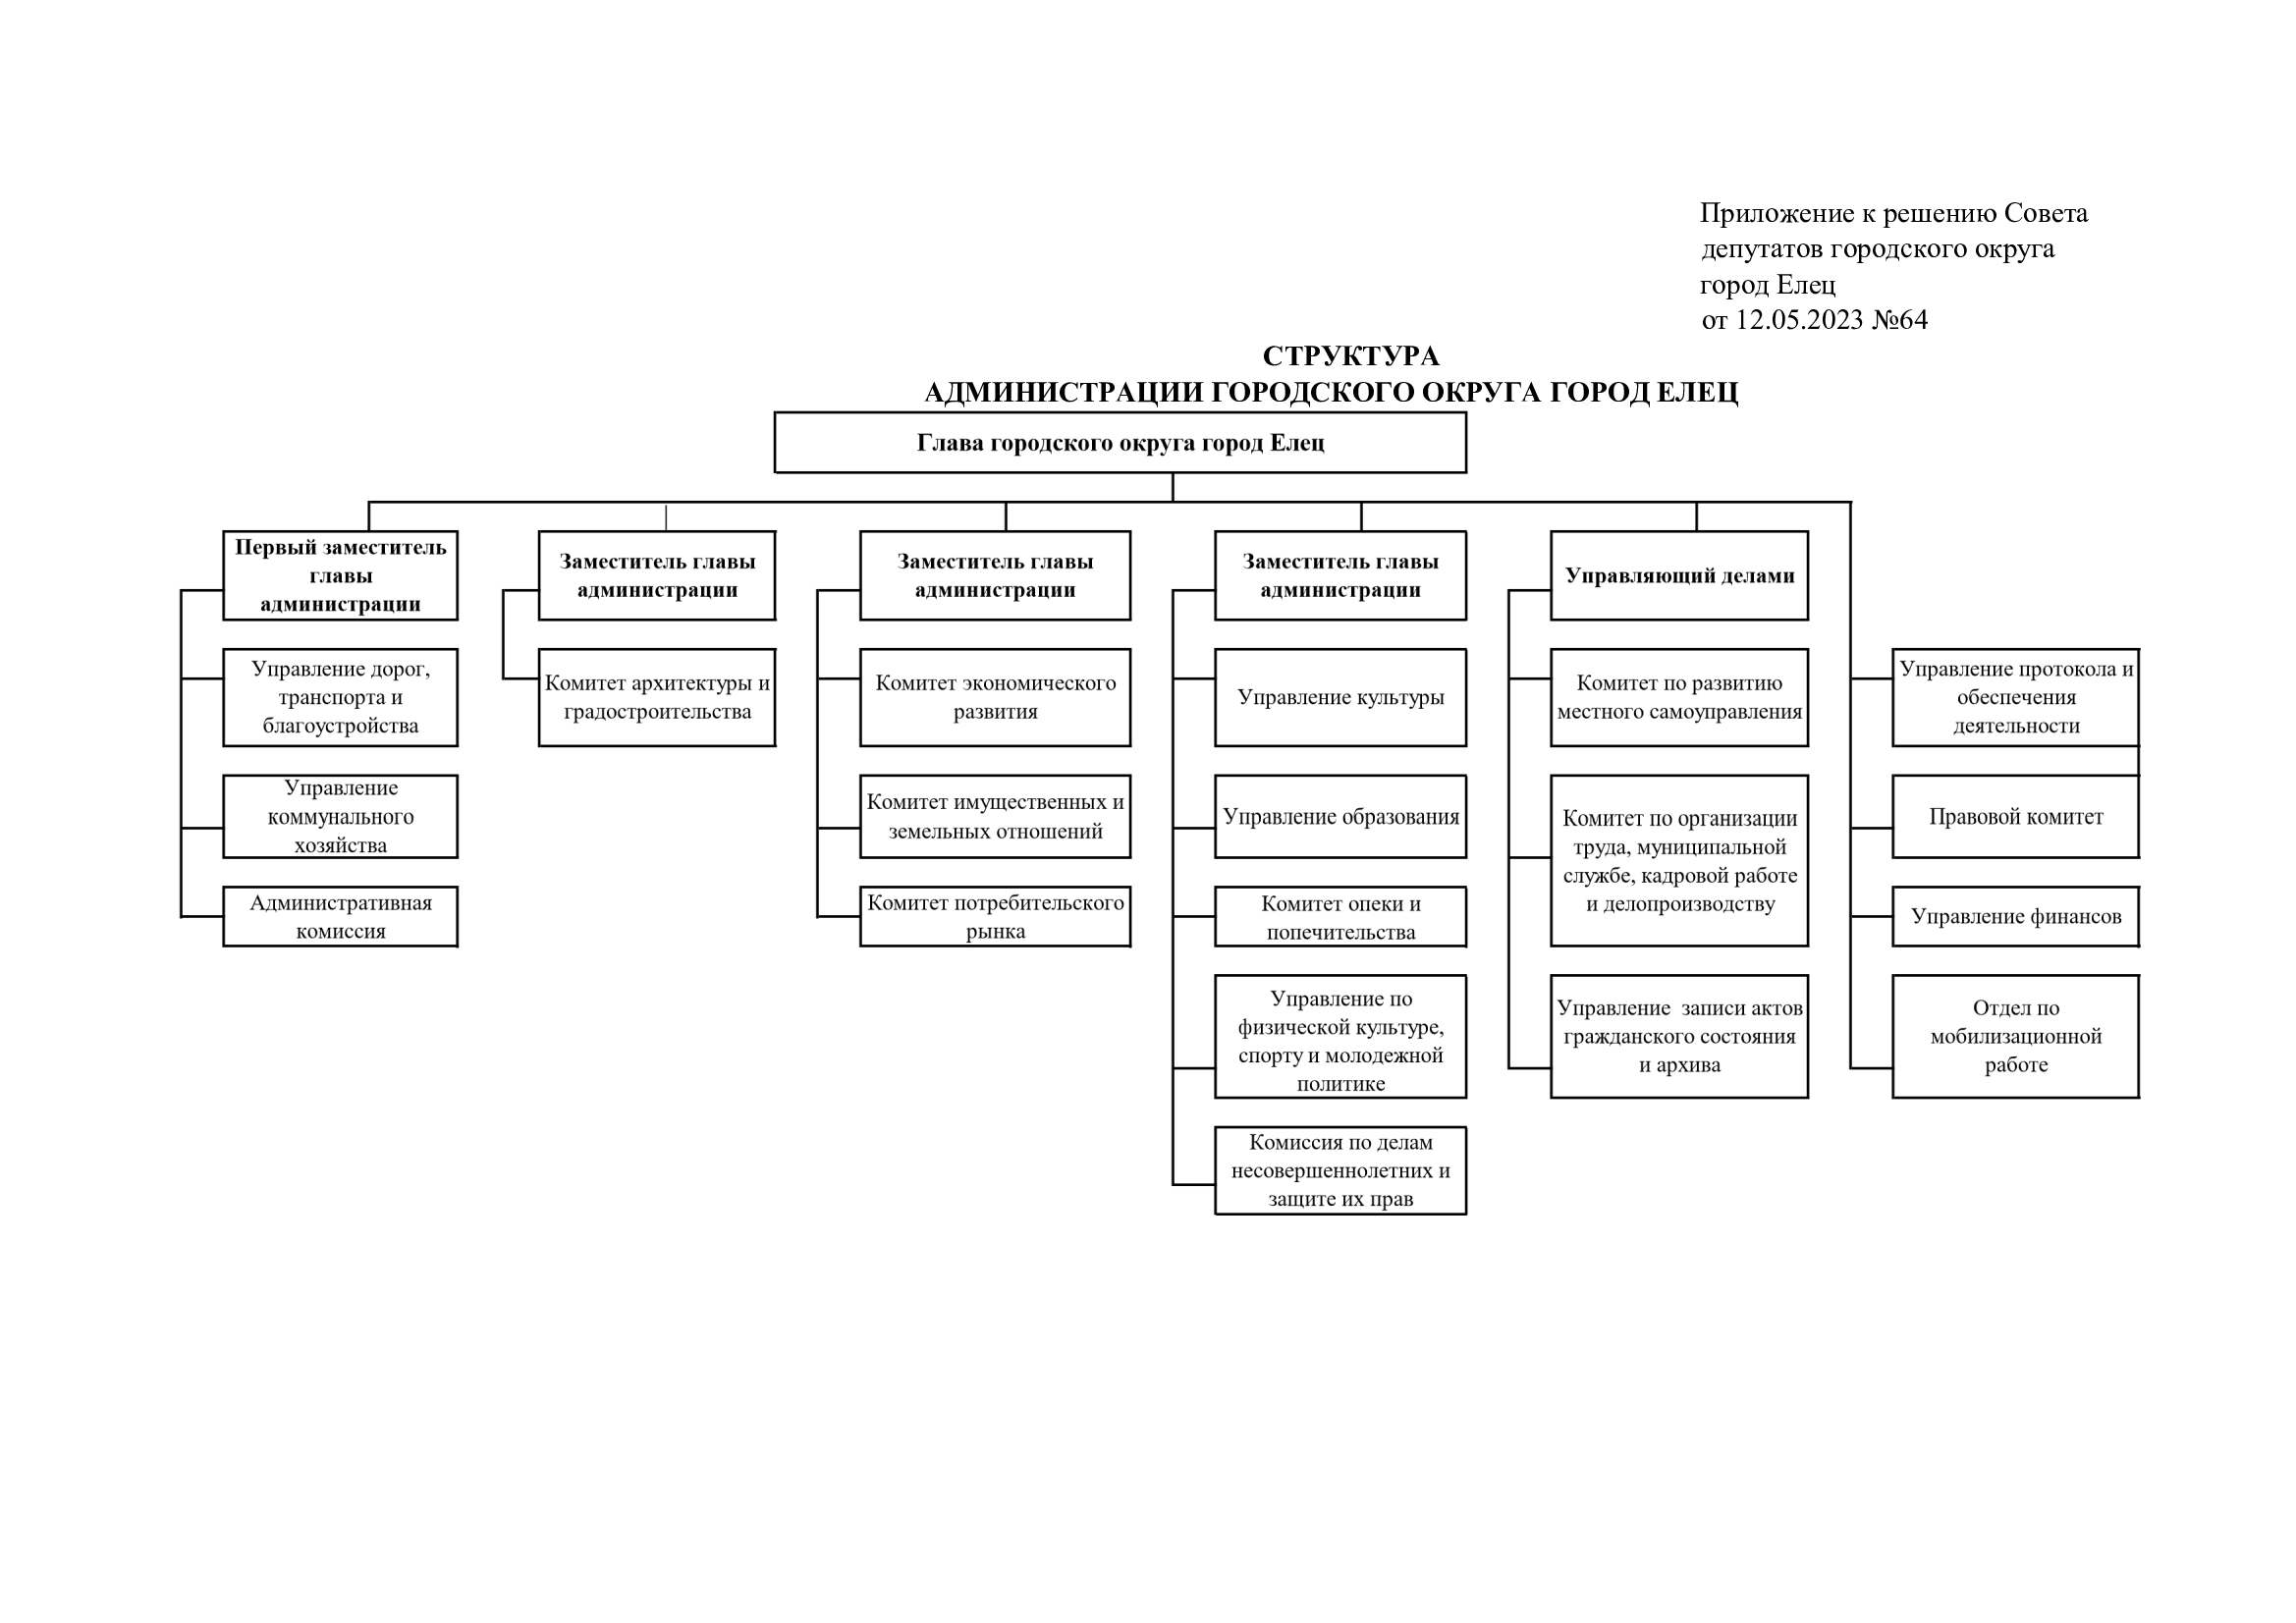 Приложение к решению Совета
депутатов городского округа
город Елец
от 12.05.2023 №64
СТРУКТУРА
АДМИНИСТРАЦИИ ГОРОДСКОГО ОКРУГА ГОРОД ЕЛЕЦ
Глава городского округа город Елец
Первый заместитель
главы
администрации
Заместитель главы
администрации
Заместитель главы
администрации
Заместитель главы
администрации
Управляющий делами
Управление дорог,
транспорта и
благоустройства
Комитет архитектуры и
градостроительства
Комитет экономического
развития
Управление культуры
Комитет по развитию
местного самоуправления
Управление протокола и
обеспечения
деятельности
Управление
коммунального
хозяйства
Комитет имущественных и
земельных отношений
Управление образования
Комитет по организации
труда, муниципальной
службе, кадровой работе
и делопроизводству
Правовой комитет
Административная
комиссия
Комитет потребительского
рынка
Комитет опеки и
попечительства
Управление финансов
Управление по
физической культуре,
спорту и молодежной
политике
Управление  записи актов
гражданского состояния
и архива
Отдел по
мобилизационной
работе
Комиссия по делам
несовершеннолетних и
защите их прав